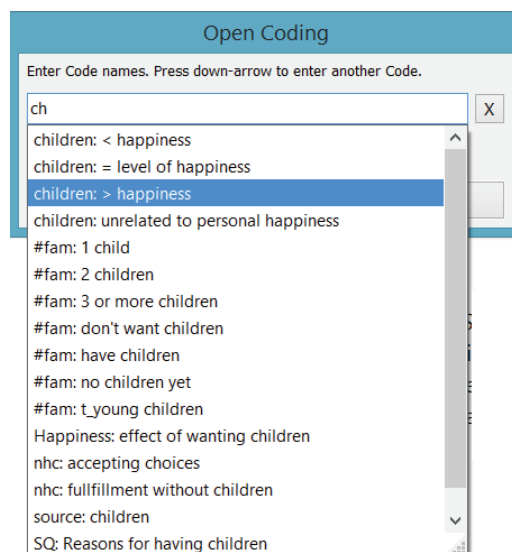 Open Coding
Enter Code names. Press down-arrow to enter another Code.
ch
X
children: < happiness
children: = level of happiness
children: > happiness
children: unrelated to personal happiness
#fam: 1 child
#fam: 2 children
#fam: 3 or more children
#fam: don't want children
#fam: have children
#fam: no children yet
#fam: t_young children
Happiness: effect of wanting children
nhc: accepting choices
nhc: fullfillment without children
source: children
SQ: Reasons for having children